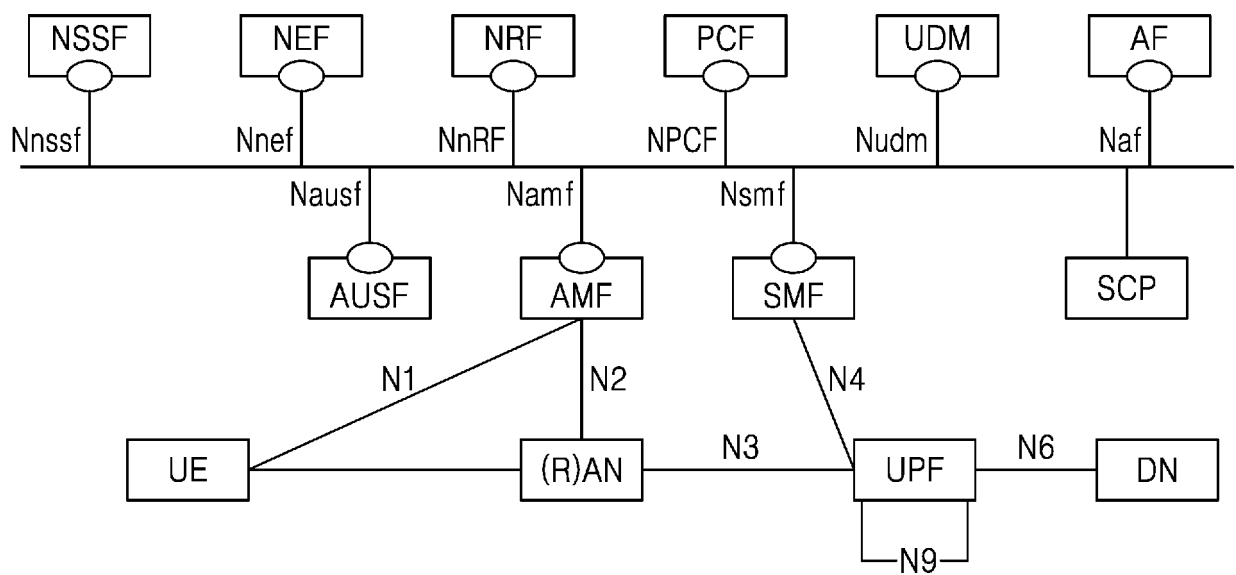 NSSF NEF NRF PCF UDM AF
Nnssf Nnef NnRF NPCF Nudm Naf
Nausf Namf Nsmf
AUSF AMF SMF SCP
N1 N2 N4
N3 N6
UE (R)AN UPF DN
N9